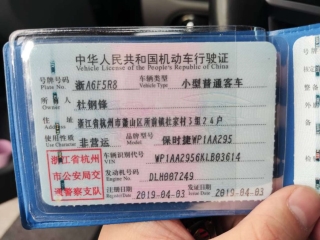 中华人民共和国机动车行驶证
Vehicle License of the People's Republic of China
号牌号码 浙A6F5R8 车辆类型 小型普通客车
Plate No. Vehicle Type
所有人 杜钢锋
Owner
住址 浙江省杭州市萧山区所前镇杜家村3组24户
Address
使用性质 非营运 品牌型号 保时捷WP1AA295
Use Character Model
浙江省杭州 车辆识别代号 WP1AA2956KLB03614
VIN
市公安局交 发动机号码 DLH007249
Engine No.
警察支队 注册日期 2019-04-03 发证日期 2019-04-03
Register Date Issue Date